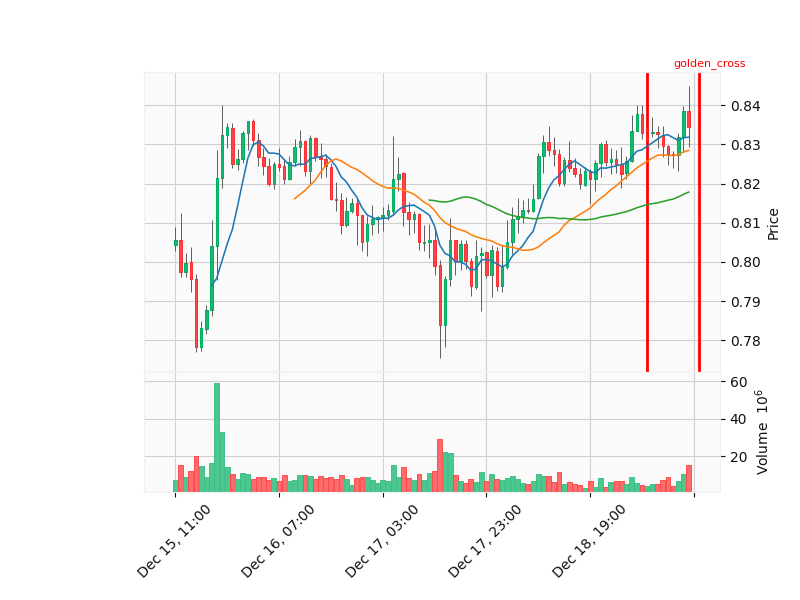 golden_cross
0.84
0.83
0.82
0.81
0.80
0.79
0.78
Price
60
40
20
Volume 10⁶
Dec 15, 11:00
Dec 16, 07:00
Dec 17, 03:00
Dec 17, 23:00
Dec 18, 19:00